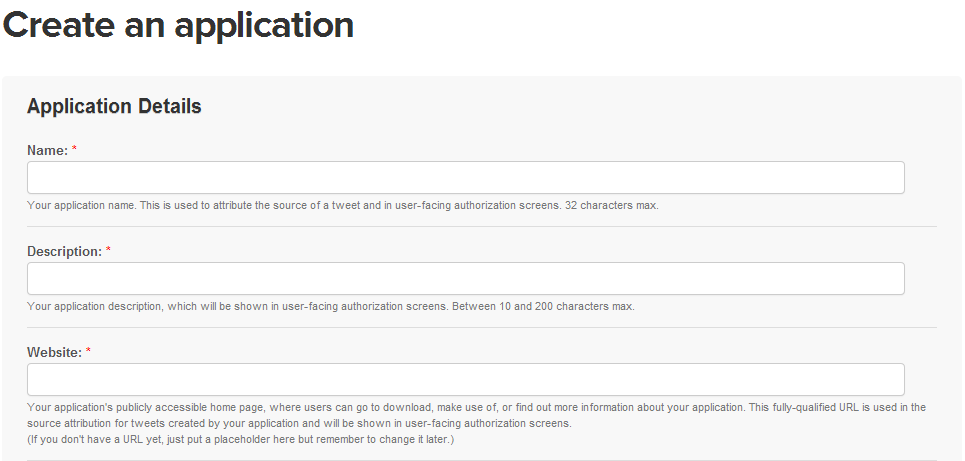 Create an application
Application Details
Name: *
Your application name. This is used to attribute the source of a tweet and in user-facing authorization screens. 32 characters max.
Description: *
Your application description, which will be shown in user-facing authorization screens. Between 10 and 200 characters max.
Website: *
Your application's publicly accessible home page, where users can go to download, make use of, or find out more information about your application. This fully-qualified URL is used in the
source attribution for tweets created by your application and will be shown in user-facing authorization screens.
(If you don't have a URL yet, just put a placeholder here but remember to change it later.)